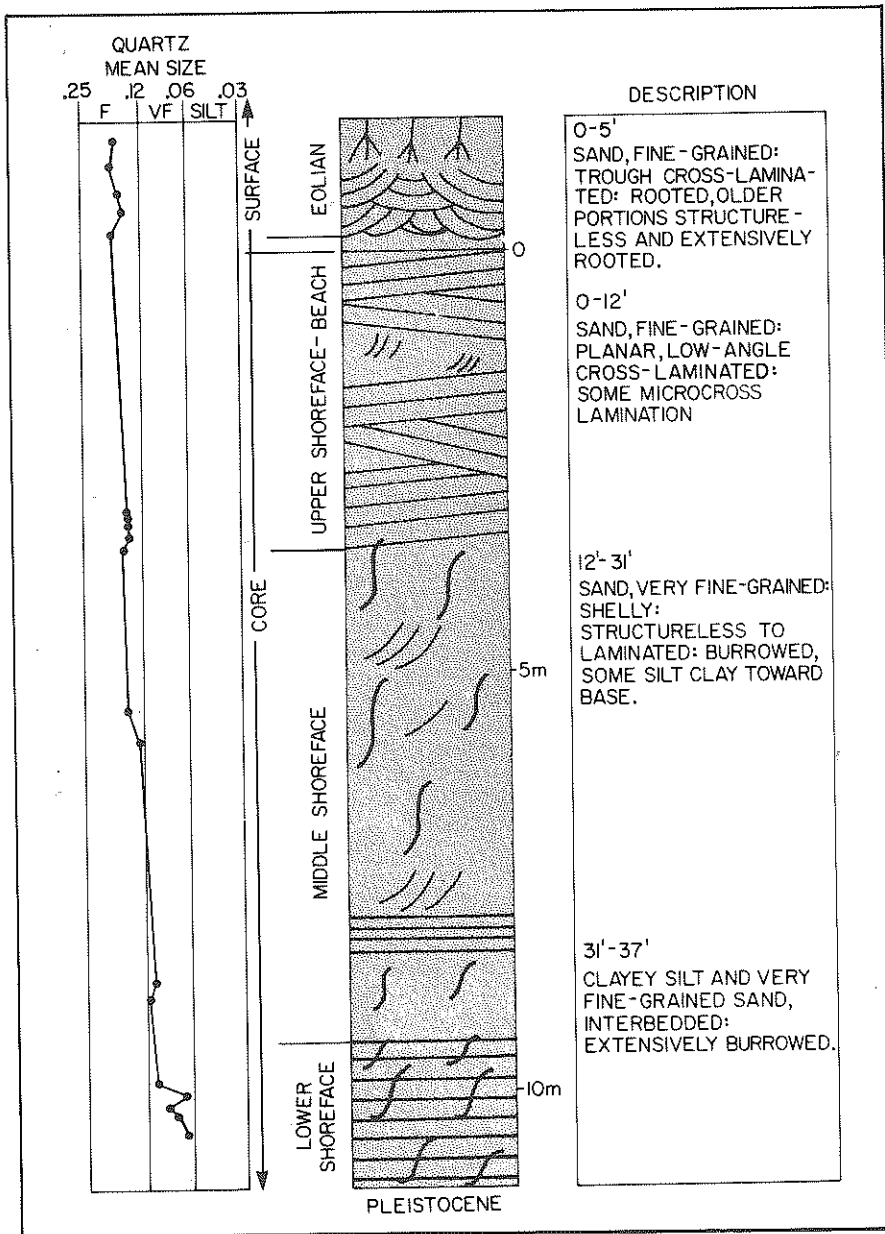 QUARTZ
MEAN SIZE
.25 .12 .06 .03
F VF SILT
SURFACE
CORE
EOLIAN
UPPER SHOREFACE-BEACH
MIDDLE SHOREFACE
LOWER
SHOREFACE
0
5m
10m
PLEISTOCENE
DESCRIPTION
0-5'
SAND, FINE-GRAINED:
TROUGH CROSS-LAMINA-
TED: ROOTED, OLDER
PORTIONS STRUCTURE-
LESS AND EXTENSIVELY
ROOTED.
0-12'
SAND, FINE-GRAINED:
PLANAR, LOW-ANGLE
CROSS-LAMINATED:
SOME MICROCROSS
LAMINATION
12'-31'
SAND, VERY FINE-GRAINED:
SHELLY:
STRUCTURELESS TO
LAMINATED: BURROWED,
SOME SILT CLAY TOWARD
BASE.
31'-37'
CLAYEY SILT AND VERY
FINE-GRAINED SAND,
INTERBEDDED:
EXTENSIVELY BURROWED.